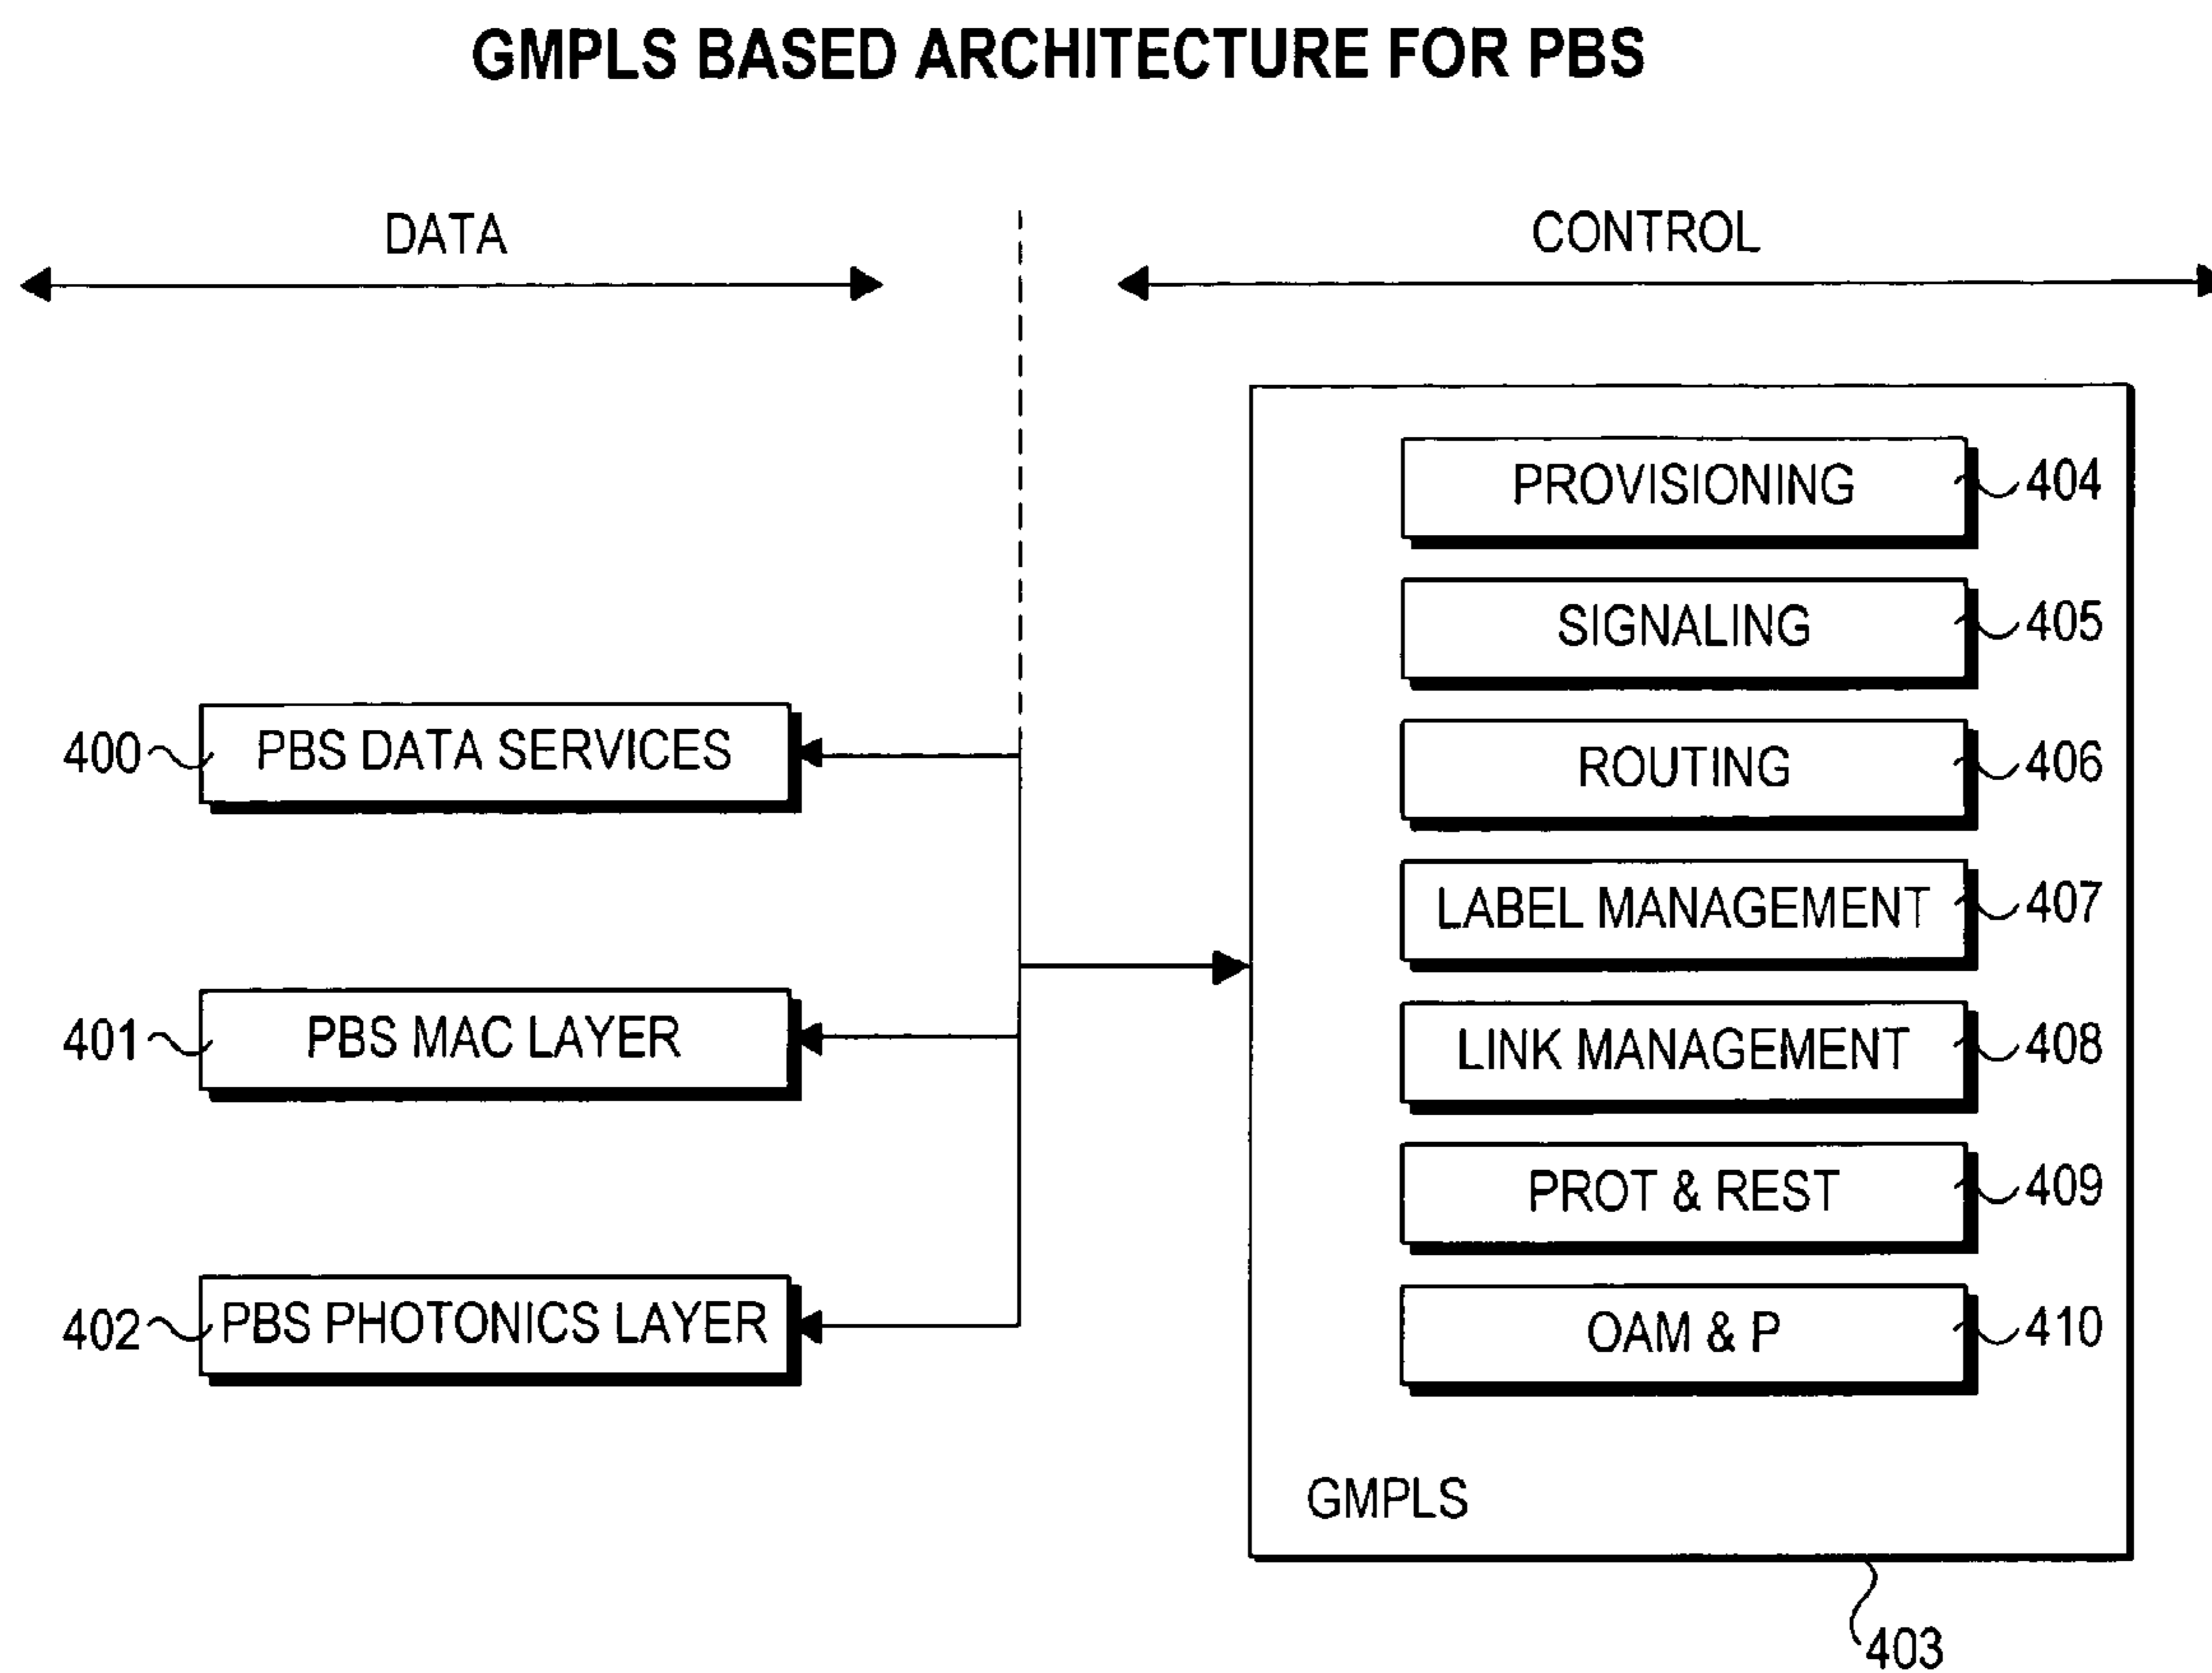 GMPLS BASED ARCHITECTURE FOR PBS
DATA
CONTROL
PROVISIONING
404
SIGNALING
405
400
PBS DATA SERVICES
ROUTING
406
LABEL MANAGEMENT
407
401
PBS MAC LAYER
LINK MANAGEMENT
408
PROT & REST
409
402
PBS PHOTONICS LAYER
OAM & P
410
GMPLS
403